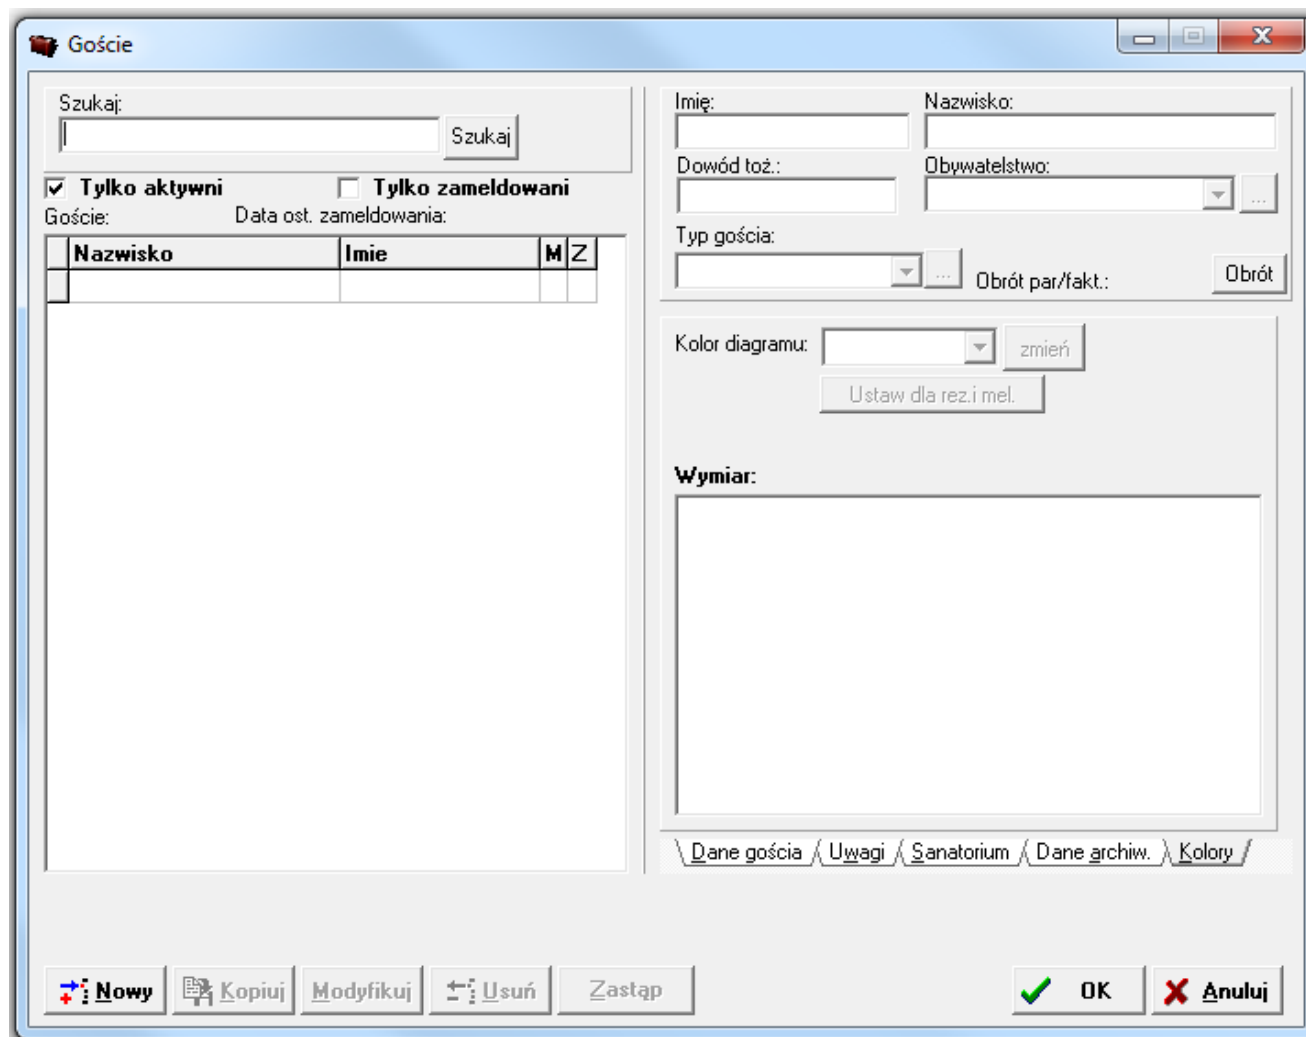 Goście
Szukaj:
Szukaj
Tylko aktywni
Tylko zameldowani
Goście:
Data ost. zameldowania:
Nazwisko Imie M Z
Imię:
Nazwisko:
Dowód toż.:
Obywatelstwo:
...
Typ gościa:
...
Obrót par/fakt.:
Obrót
Kolor diagramu:
zmień
Ustaw dla rez.i mel.
Wymiar:
Dane gościa Uwagi Sanatorium Dane archiw. Kolory
Nowy Kopiuj Modyfikuj Usuń Zastąp OK Anuluj